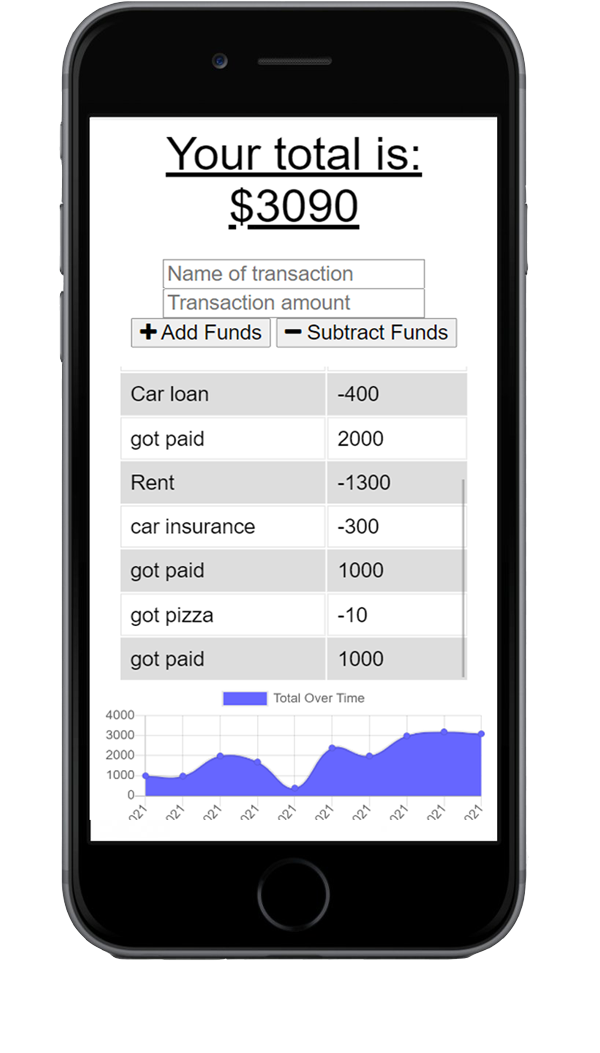 Your total is:
$3090
Name of transaction
Transaction amount
Add Funds Subtract Funds
Car loan -400
got paid 2000
Rent -1300
car insurance -300
got paid 1000
got pizza -10
got paid 1000
Total Over Time
4000
3000
2000
1000
0
021 021 021 021 021 021 021 021 021 021